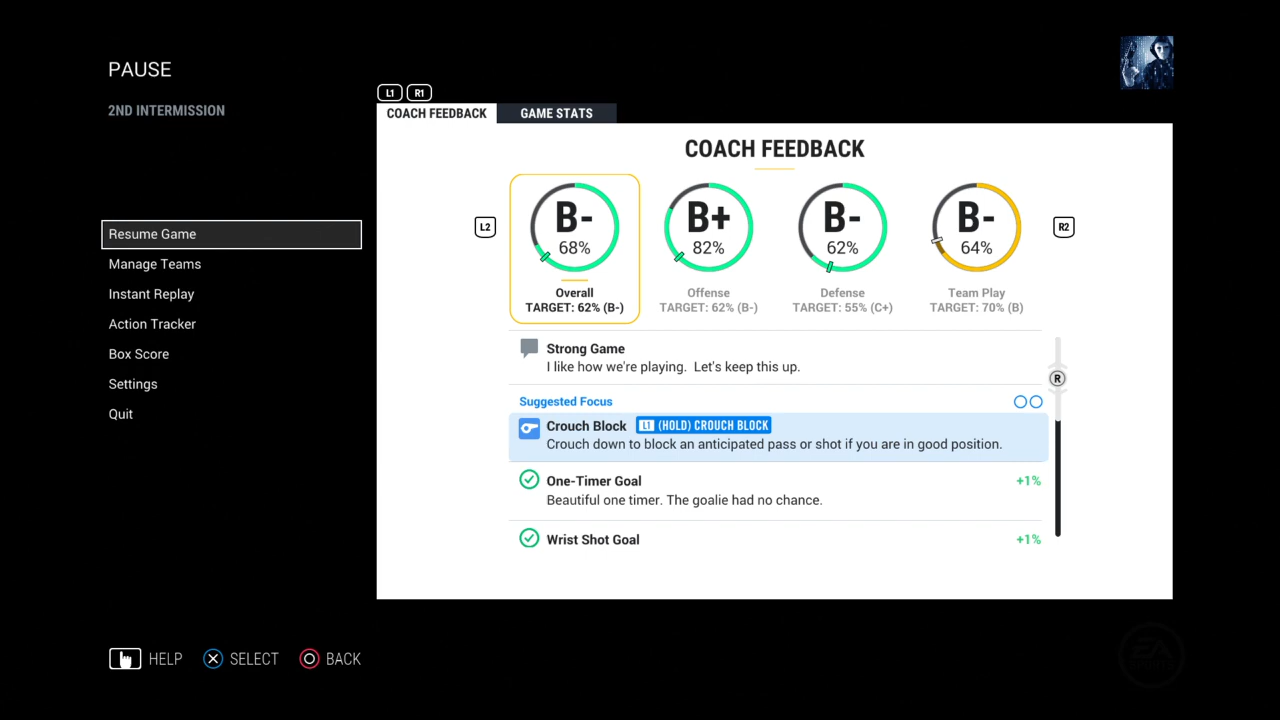 PAUSE
2ND INTERMISSION
L1 R1
COACH FEEDBACK GAME STATS
COACH FEEDBACK
Resume Game
Manage Teams
Instant Replay
Action Tracker
Box Score
Settings
Quit
L2
B-
68%
Overall
TARGET: 62% (B-)
B+
82%
Offense
TARGET: 62% (B-)
B-
62%
Defense
TARGET: 55% (C+)
B-
64%
Team Play
TARGET: 70% (B)
R2
Strong Game
I like how we're playing. Let's keep this up.
R
Suggested Focus
Crouch Block L1 (HOLD) CROUCH BLOCK
Crouch down to block an anticipated pass or shot if you are in good position.
One-Timer Goal +1%
Beautiful one timer. The goalie had no chance.
Wrist Shot Goal +1%
HELP SELECT BACK
EA
SPORTS